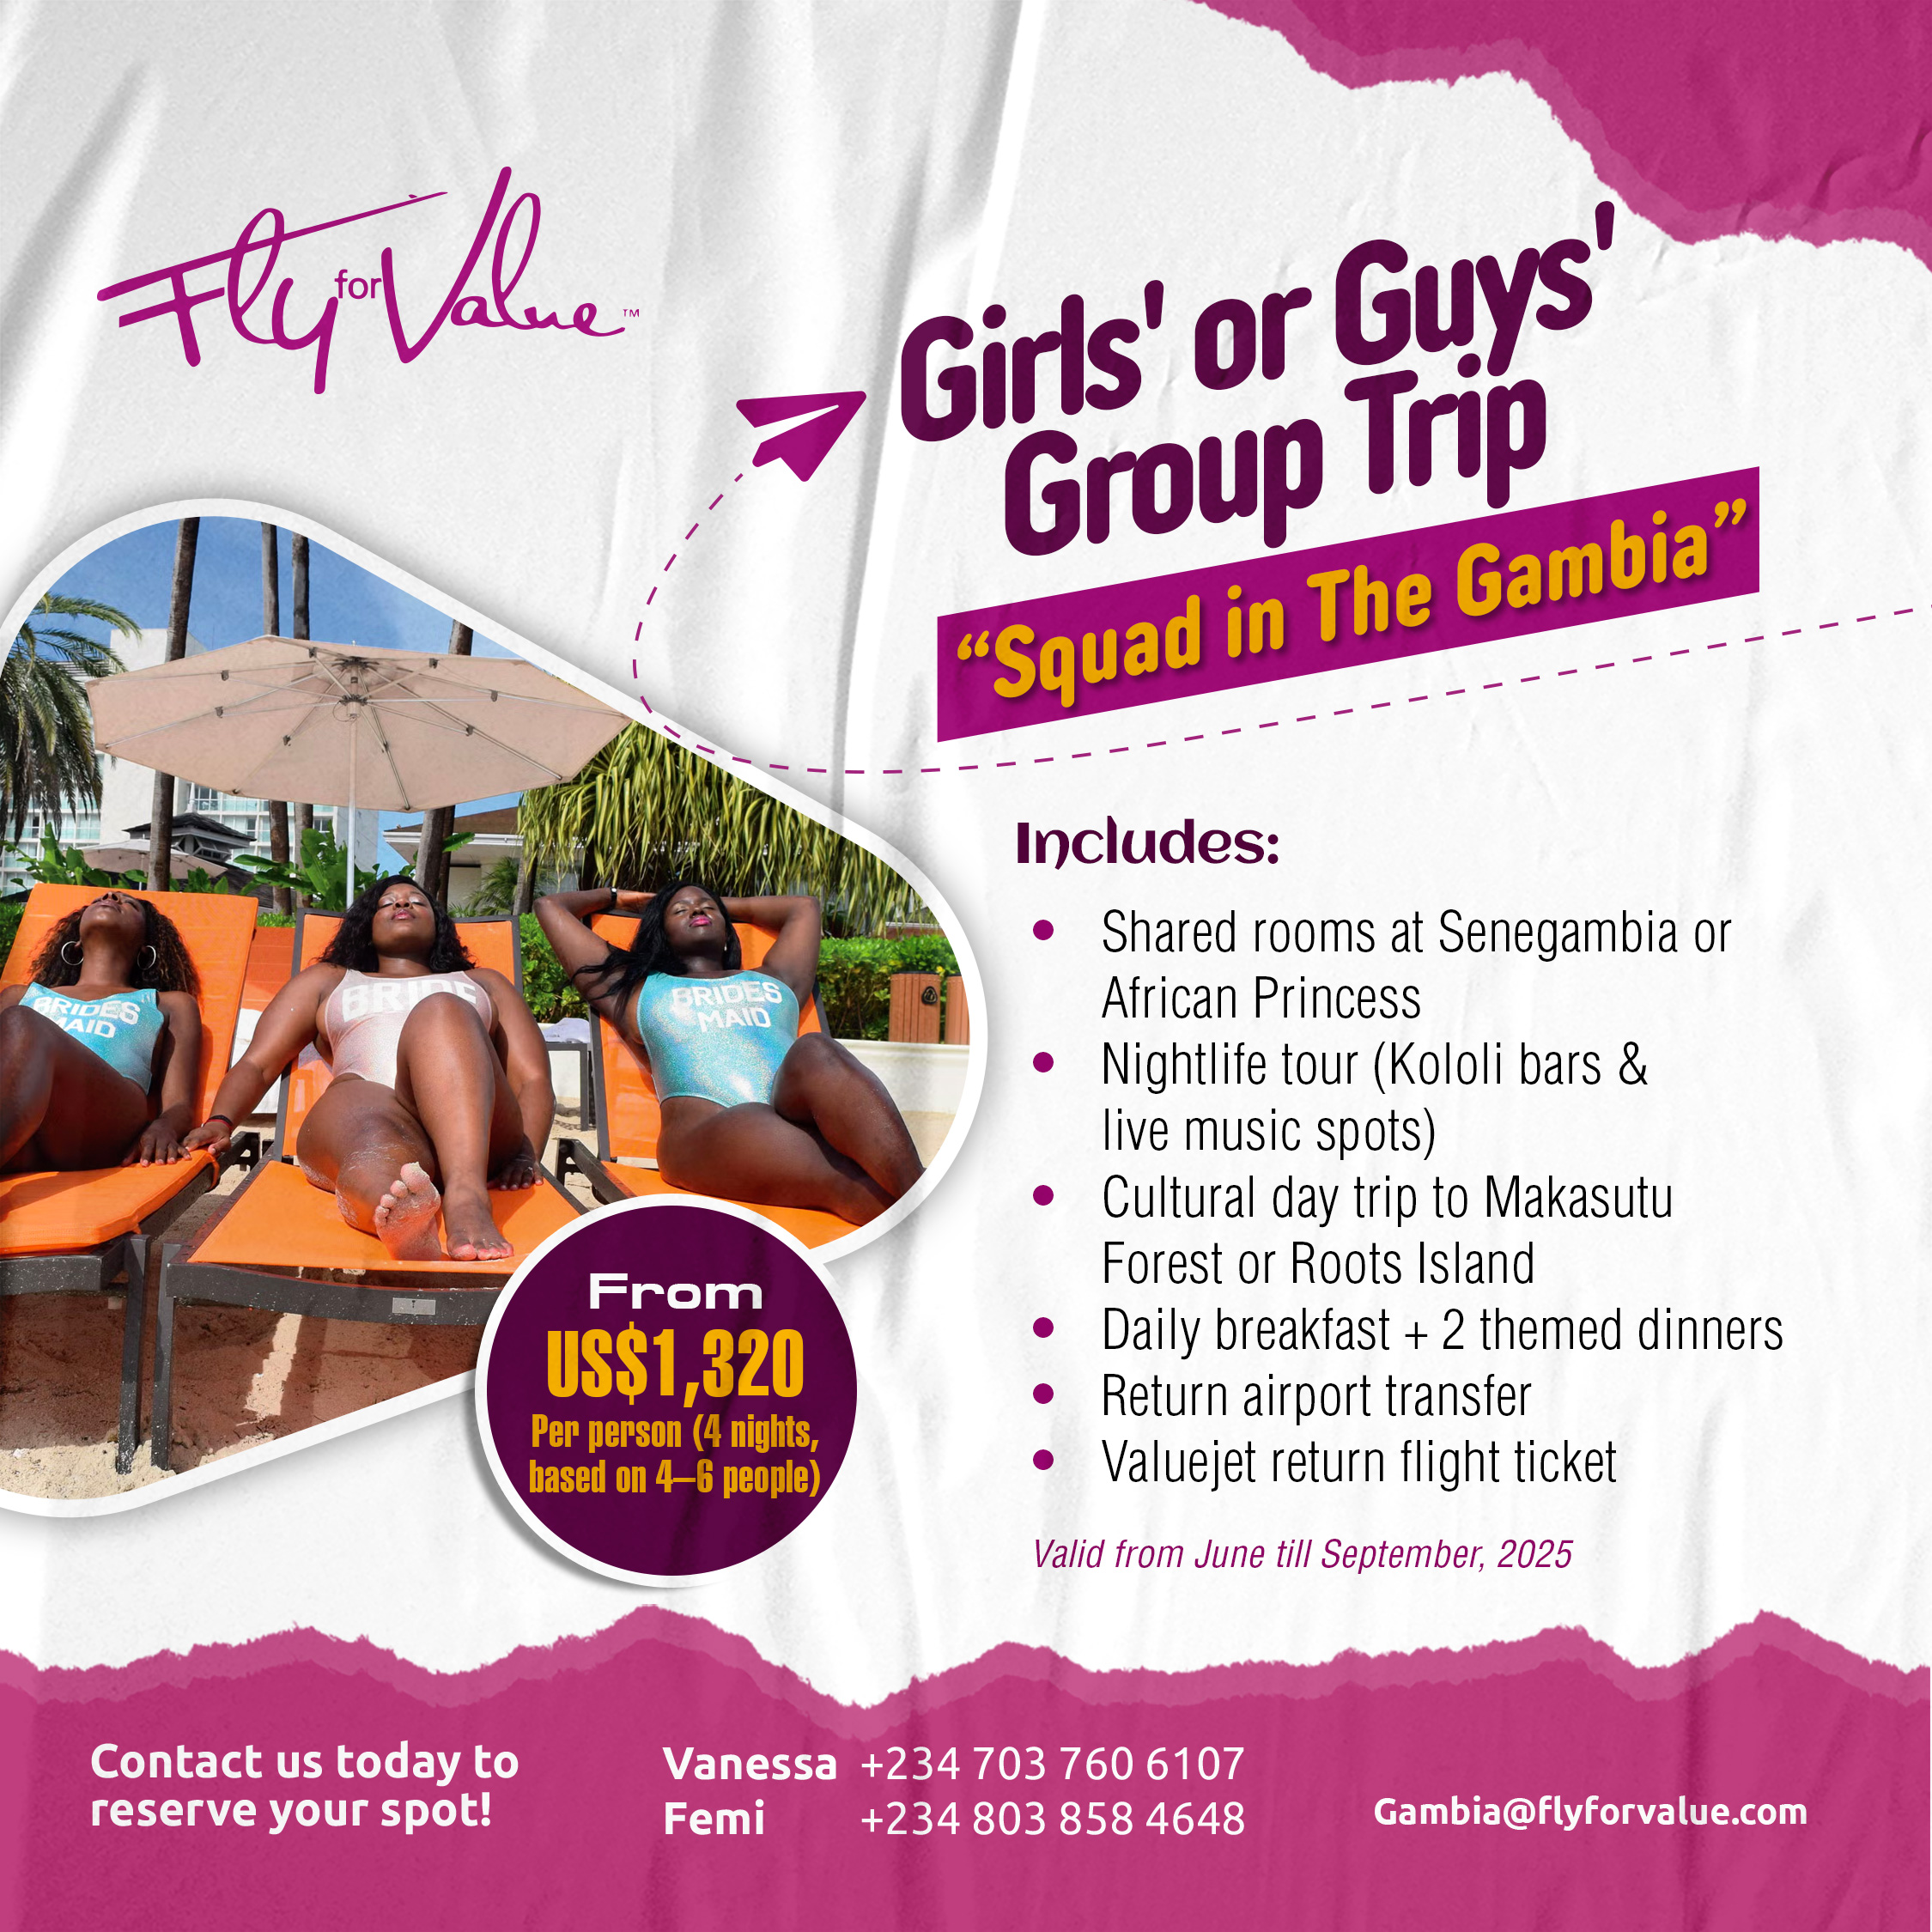 Fly for Value™
Girls' or Guys'
Group Trip
“Squad in The Gambia”
BRIDES
MAID
BRIDE
BRIDES
MAID
Includes:
• Shared rooms at Senegambia or
African Princess
• Nightlife tour (Kololi bars &
live music spots)
• Cultural day trip to Makasutu
Forest or Roots Island
• Daily breakfast + 2 themed dinners
• Return airport transfer
• Valuejet return flight ticket
Valid from June till September, 2025
From
US$1,320
Per person (4 nights,
based on 4–6 people)
Contact us today to
reserve your spot!
Vanessa +234 703 760 6107
Femi +234 803 858 4648
Gambia@flyforvalue.com